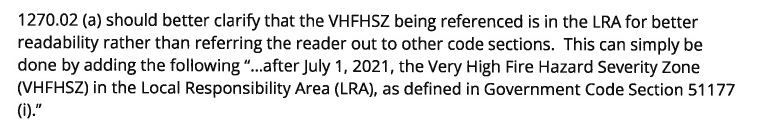 1270.02 (a) should better clarify that the VHFHSZ being referenced is in the LRA for better
readability rather than referring the reader out to other code sections.  This can simply be
done by adding the following “...after July 1, 2021, the Very High Fire Hazard Severity Zone
(VHFHSZ) in the Local Responsibility Area (LRA), as defined in Government Code Section 51177
(i).”